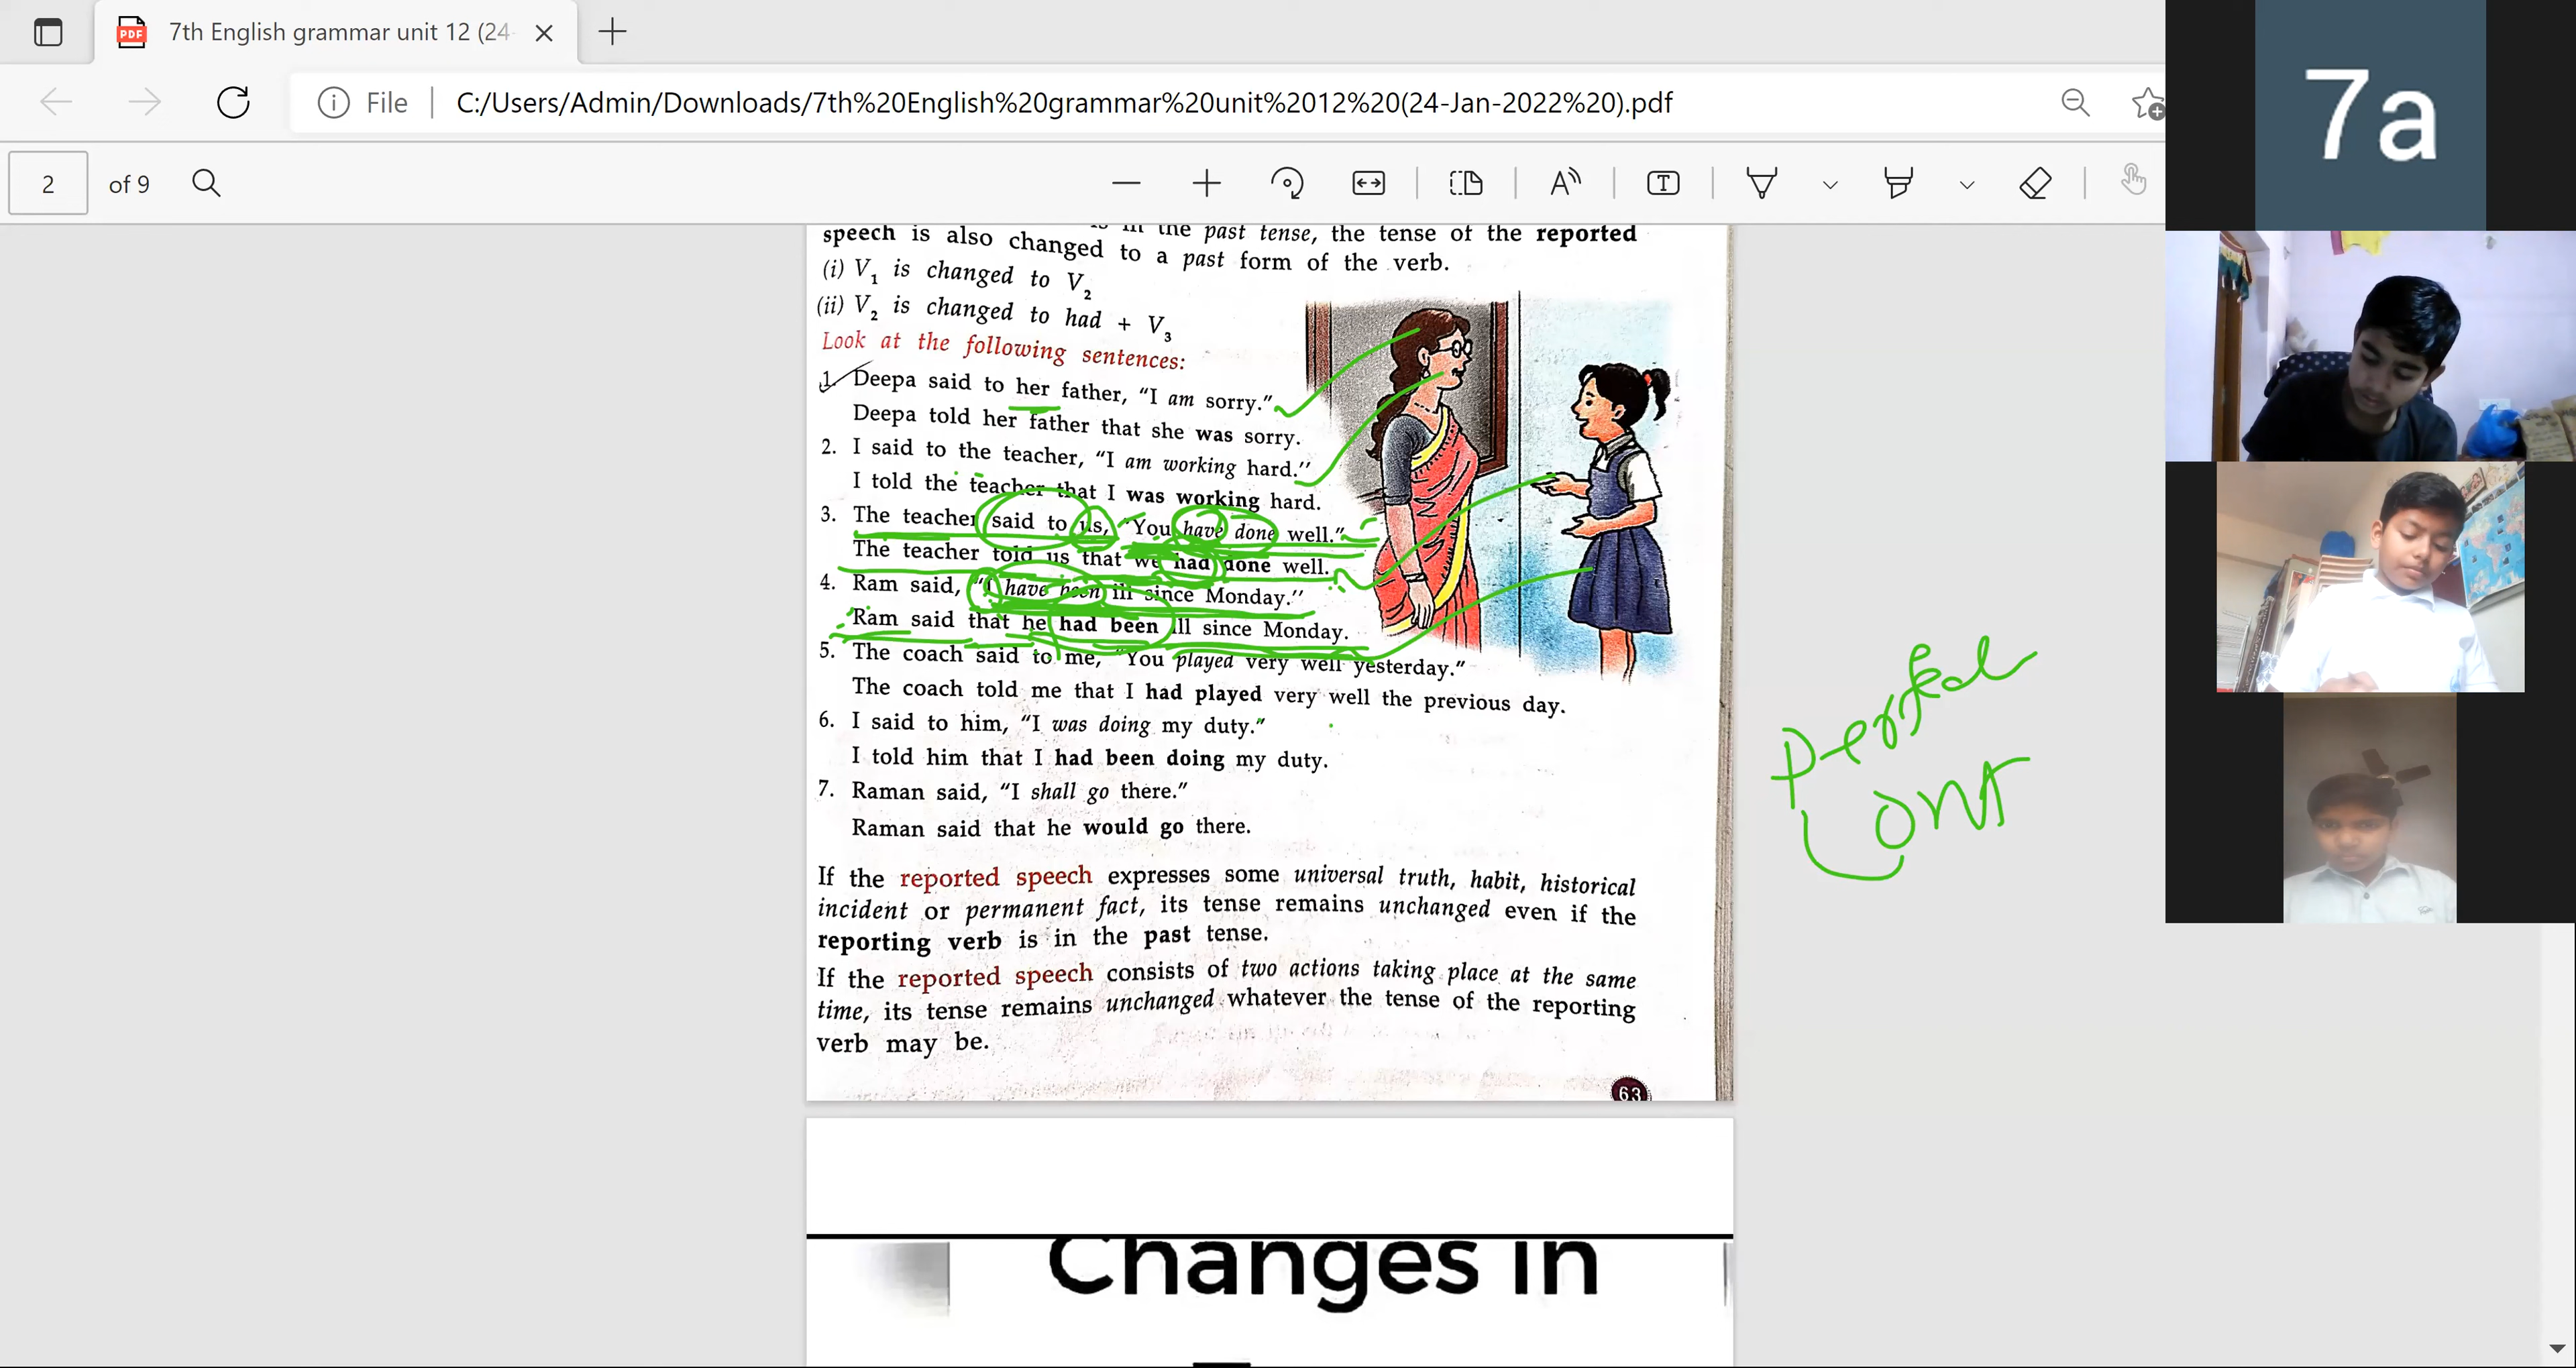 7th English grammar unit 12 (24-
File
C:/Users/Admin/Downloads/7th%20English%20grammar%20unit%2012%20(24-Jan-2022%20).pdf
7a
2 of 9
in the past tense, the tense of the reported
speech is also changed to a past form of the verb.
(i) V1 is changed to V2
(ii) V2 is changed to had + V3
Look at the following sentences:
1. Deepa said to her father, “I am sorry.”
Deepa told her father that she was sorry.
2. I said to the teacher, “I am working hard.”
I told the teacher that I was working hard.
3. The teacher said to us, “You have done well.”
The teacher told us that we had done well.
4. Ram said, “I have been ill since Monday.”
Ram said that he had been ill since Monday.
5. The coach said to me, “You played very well yesterday.”
The coach told me that I had played very well the previous day.
6. I said to him, “I was doing my duty.”
I told him that I had been doing my duty.
7. Raman said, “I shall go there.”
Raman said that he would go there.
If the reported speech expresses some universal truth, habit, historical
incident or permanent fact, its tense remains unchanged even if the
reporting verb is in the past tense.
If the reported speech consists of two actions taking place at the same
time, its tense remains unchanged whatever the tense of the reporting
verb may be.
63
Changes in